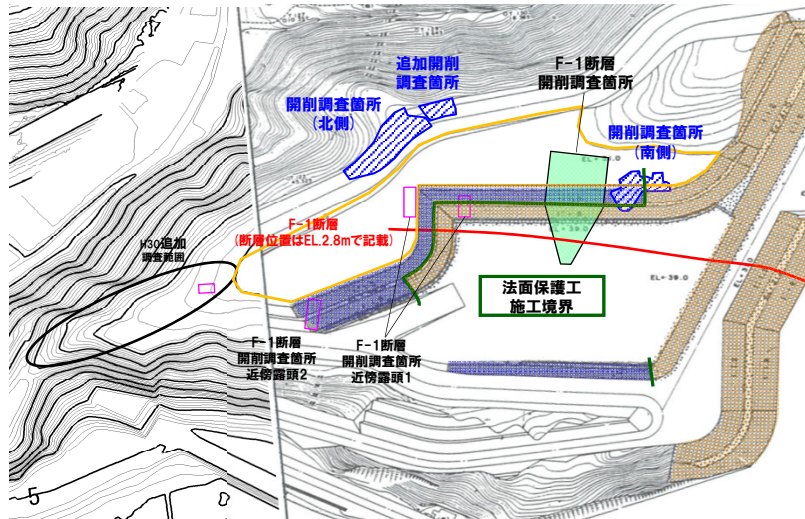 追加開削
調査箇所
F-1断層
開削調査箇所
開削調査箇所
(北側)
開削調査箇所
(南側)
F-1断層
(断層位置はEL.2.8mで記載)
H30追加
調査範囲
EL+39.0
法面保護工
施工境界
F-1断層
開削調査箇所
近傍露頭2
F-1断層
開削調査箇所
近傍露頭1
5